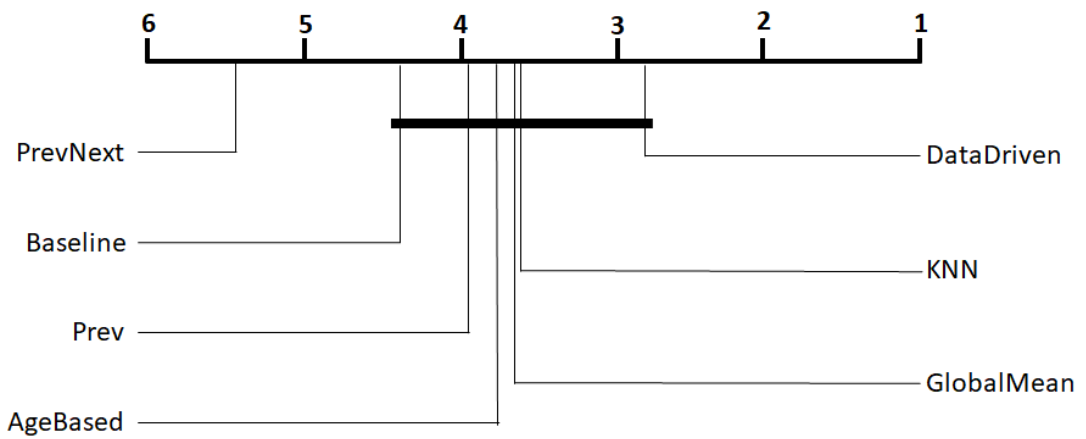 6 5 4 3 2 1
PrevNext
DataDriven
Baseline
KNN
Prev
GlobalMean
AgeBased